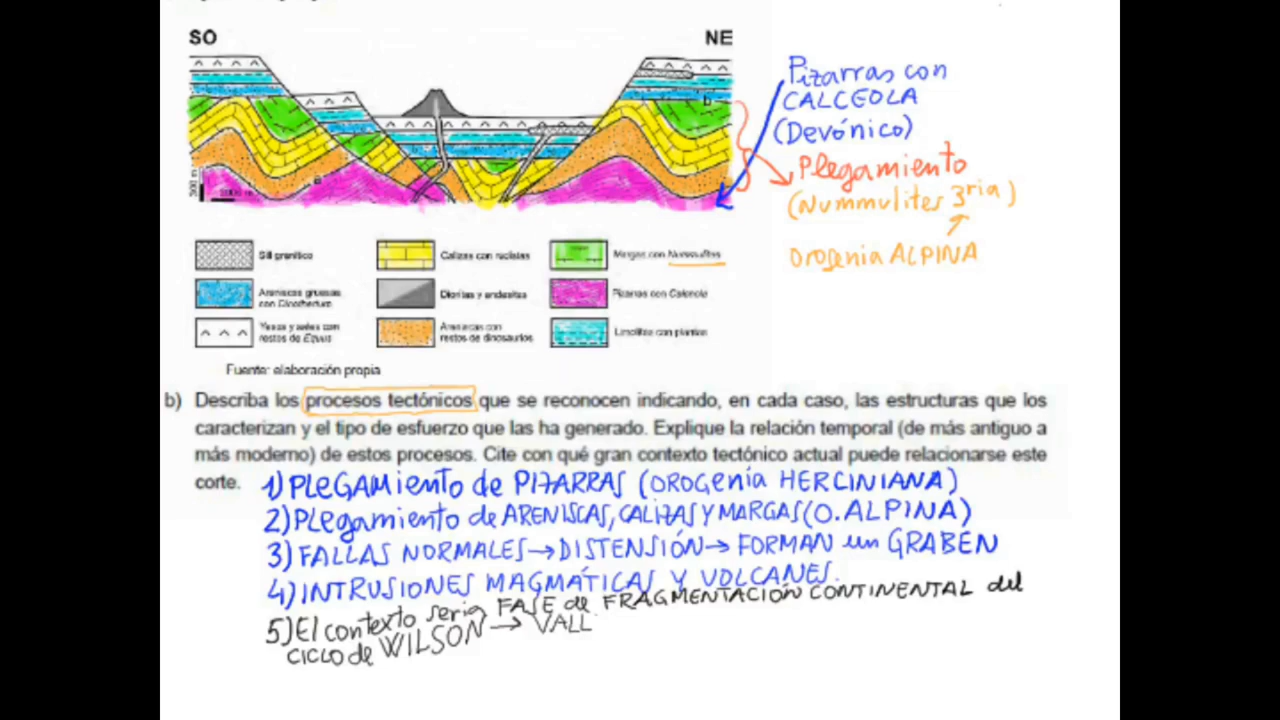 SO
NE
Pizarras con
CALCEOLA
(Devónico)
Plegamiento
(Nummulites 3ria)
Orogenia ALPINA
b
a
300 m
Sill granítico
Calizas con rudistas
Margas con Nummulites
Areniscas gruesas
con Dinotherium
Dioritas y andesitas
Pizarras con Calceola
Yesos y sales con
restos de Equus
Areniscas con
restos de dinosaurios
Limolitas con plantas
Fuente: elaboración propia
b) Describa los procesos tectónicos que se reconocen indicando, en cada caso, las estructuras que los
caracterizan y el tipo de esfuerzo que las ha generado. Explique la relación temporal (de más antiguo a
más moderno) de estos procesos. Cite con qué gran contexto tectónico actual puede relacionarse este
corte.
1) PLEGAMiento de PIZARRAS (OROGENía HERCINIANA)
2) PLEgamiento de ARENISCAS, CALIZAS Y MARGAS (O. ALPINA)
3) FALLAS NORMALES → DISTENSIÓN → FORMAN un GRABEN
4) INTRUSIONES MAGMÁTICAS Y VOLCANES.
5) El contexto seria FASE de FRAGMENTACIÓN CONTINENTAL del
CICLO de WILSON → VALL